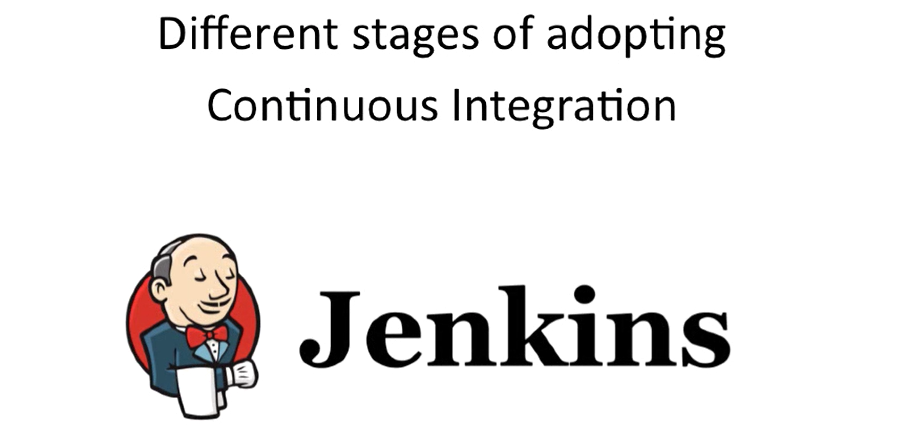 Different stages of adopting
Continuous Integration
Jenkins